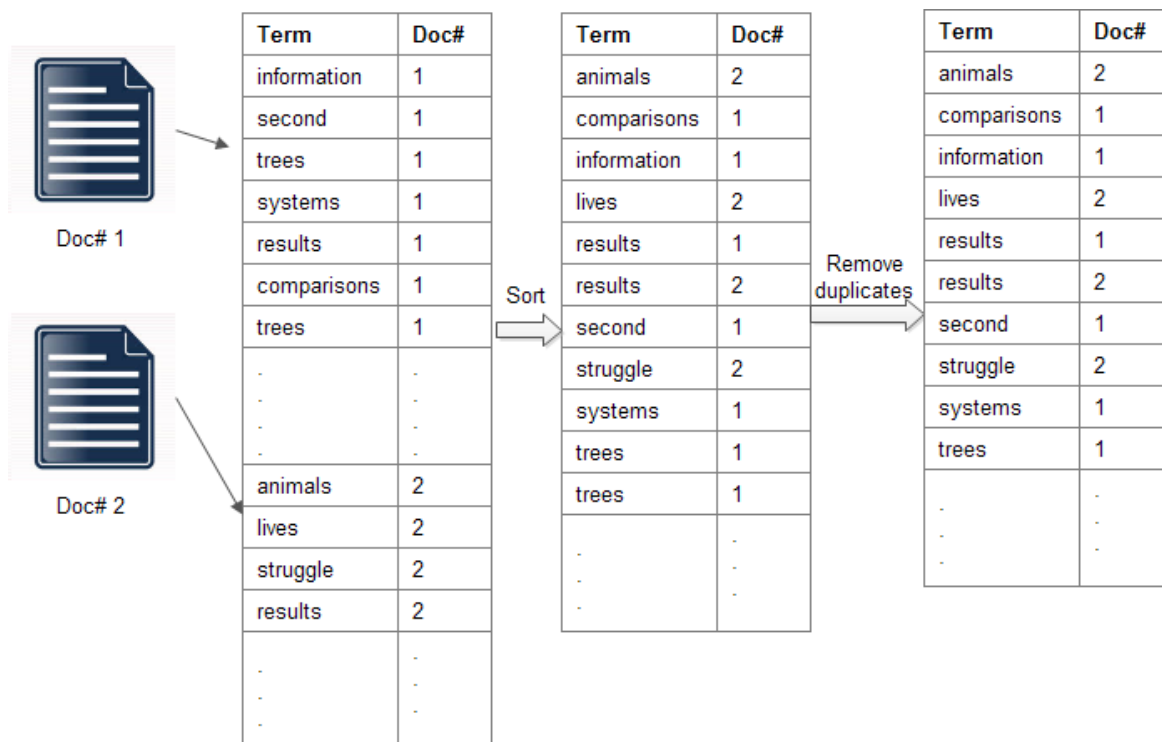 Doc# 1
Doc# 2
Term Doc#
information 1
second 1
trees 1
systems 1
results 1
comparisons 1
trees 1
. .
. .
. .
. .
animals 2
lives 2
struggle 2
results 2
. .
. .
. .
.
Sort
Term Doc#
animals 2
comparisons 1
information 1
lives 2
results 1
results 2
second 1
struggle 2
systems 1
trees 1
trees 1
. .
. .
. .
Remove
duplicates
Term Doc#
animals 2
comparisons 1
information 1
lives 2
results 1
results 2
second 1
struggle 2
systems 1
trees 1
. .
. .
. .